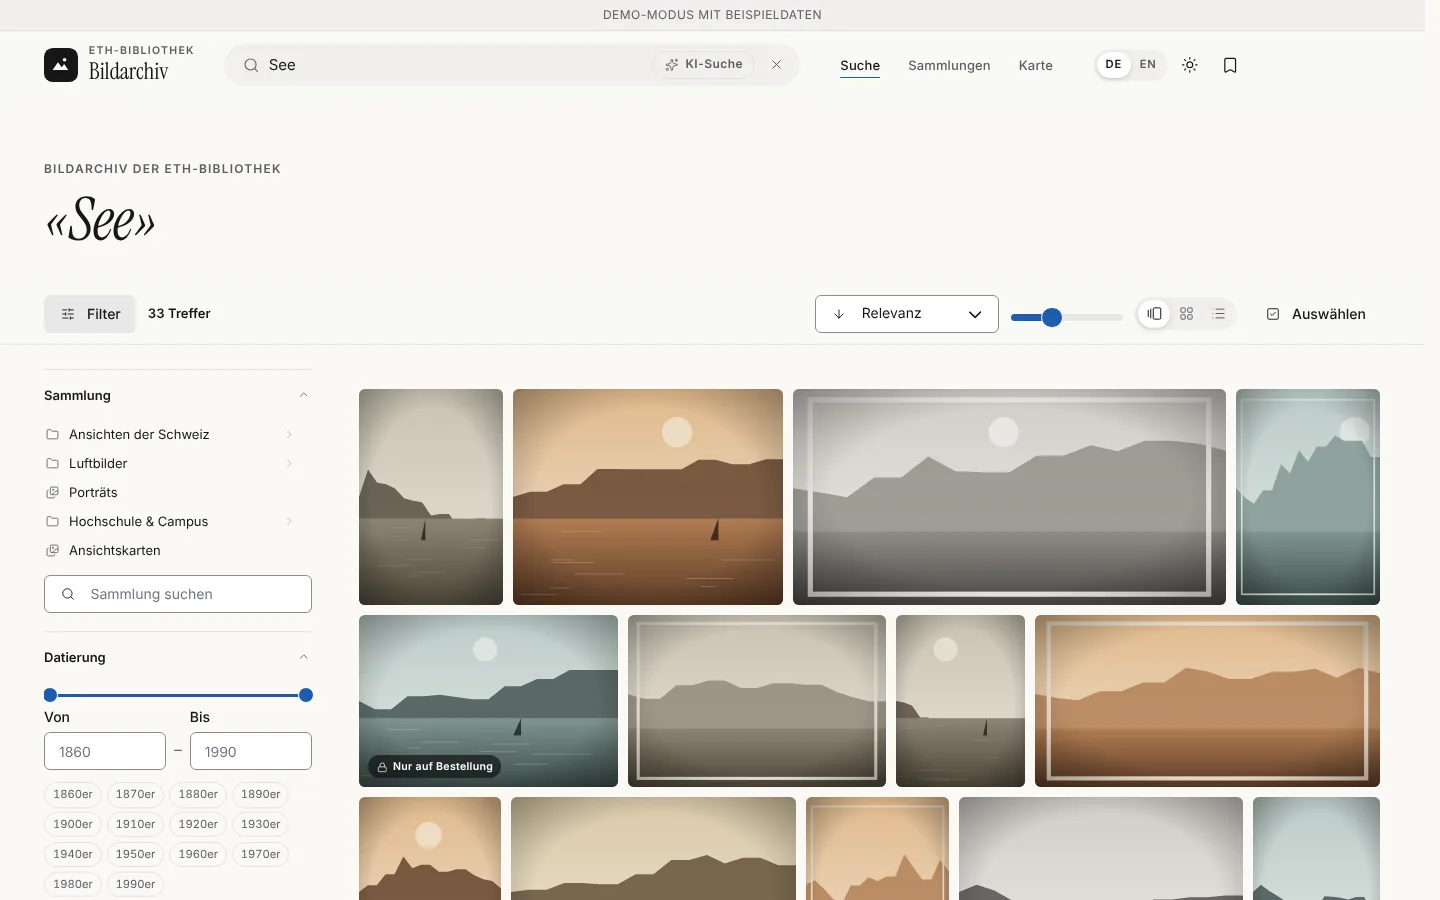 DEMO-MODUS MIT BEISPIELDATEN
ETH-BIBLIOTHEK
Bildarchiv
See
KI-Suche
Suche
Sammlungen
Karte
DE
EN
BILDARCHIV DER ETH-BIBLIOTHEK
«See»
Filter
33 Treffer
Relevanz
Auswählen
Sammlung
Ansichten der Schweiz
Luftbilder
Porträts
Hochschule & Campus
Ansichtskarten
Sammlung suchen
Datierung
Von
Bis
1860
–
1990
1860er
1870er
1880er
1890er
1900er
1910er
1920er
1930er
1940er
1950er
1960er
1970er
1980er
1990er
Nur auf Bestellung